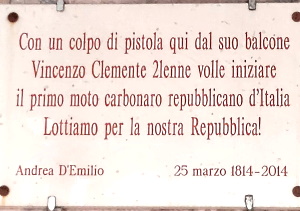 Con un colpo di pistola qui dal suo balcone
Vincenzo Clemente 21enne volle iniziare
il primo moto carbonaro repubblicano d'Italia
Lottiamo per la nostra Repubblica!
Andrea D'Emilio 25 marzo 1814-2014